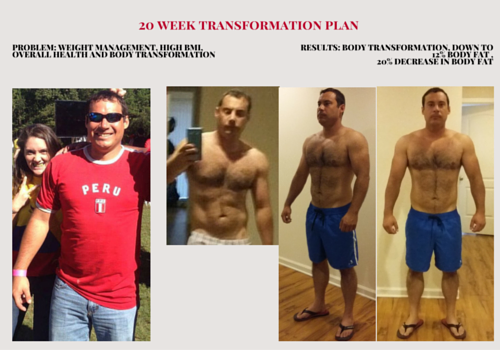 20 WEEK TRANSFORMATION PLAN
PROBLEM: WEIGHT MANAGEMENT, HIGH BMI,
OVERALL HEALTH AND BODY TRANSFORMATION
RESULTS: BODY TRANSFORMATION, DOWN TO
12% BODY FAT ,
20% DECREASE IN BODY FAT
PERU